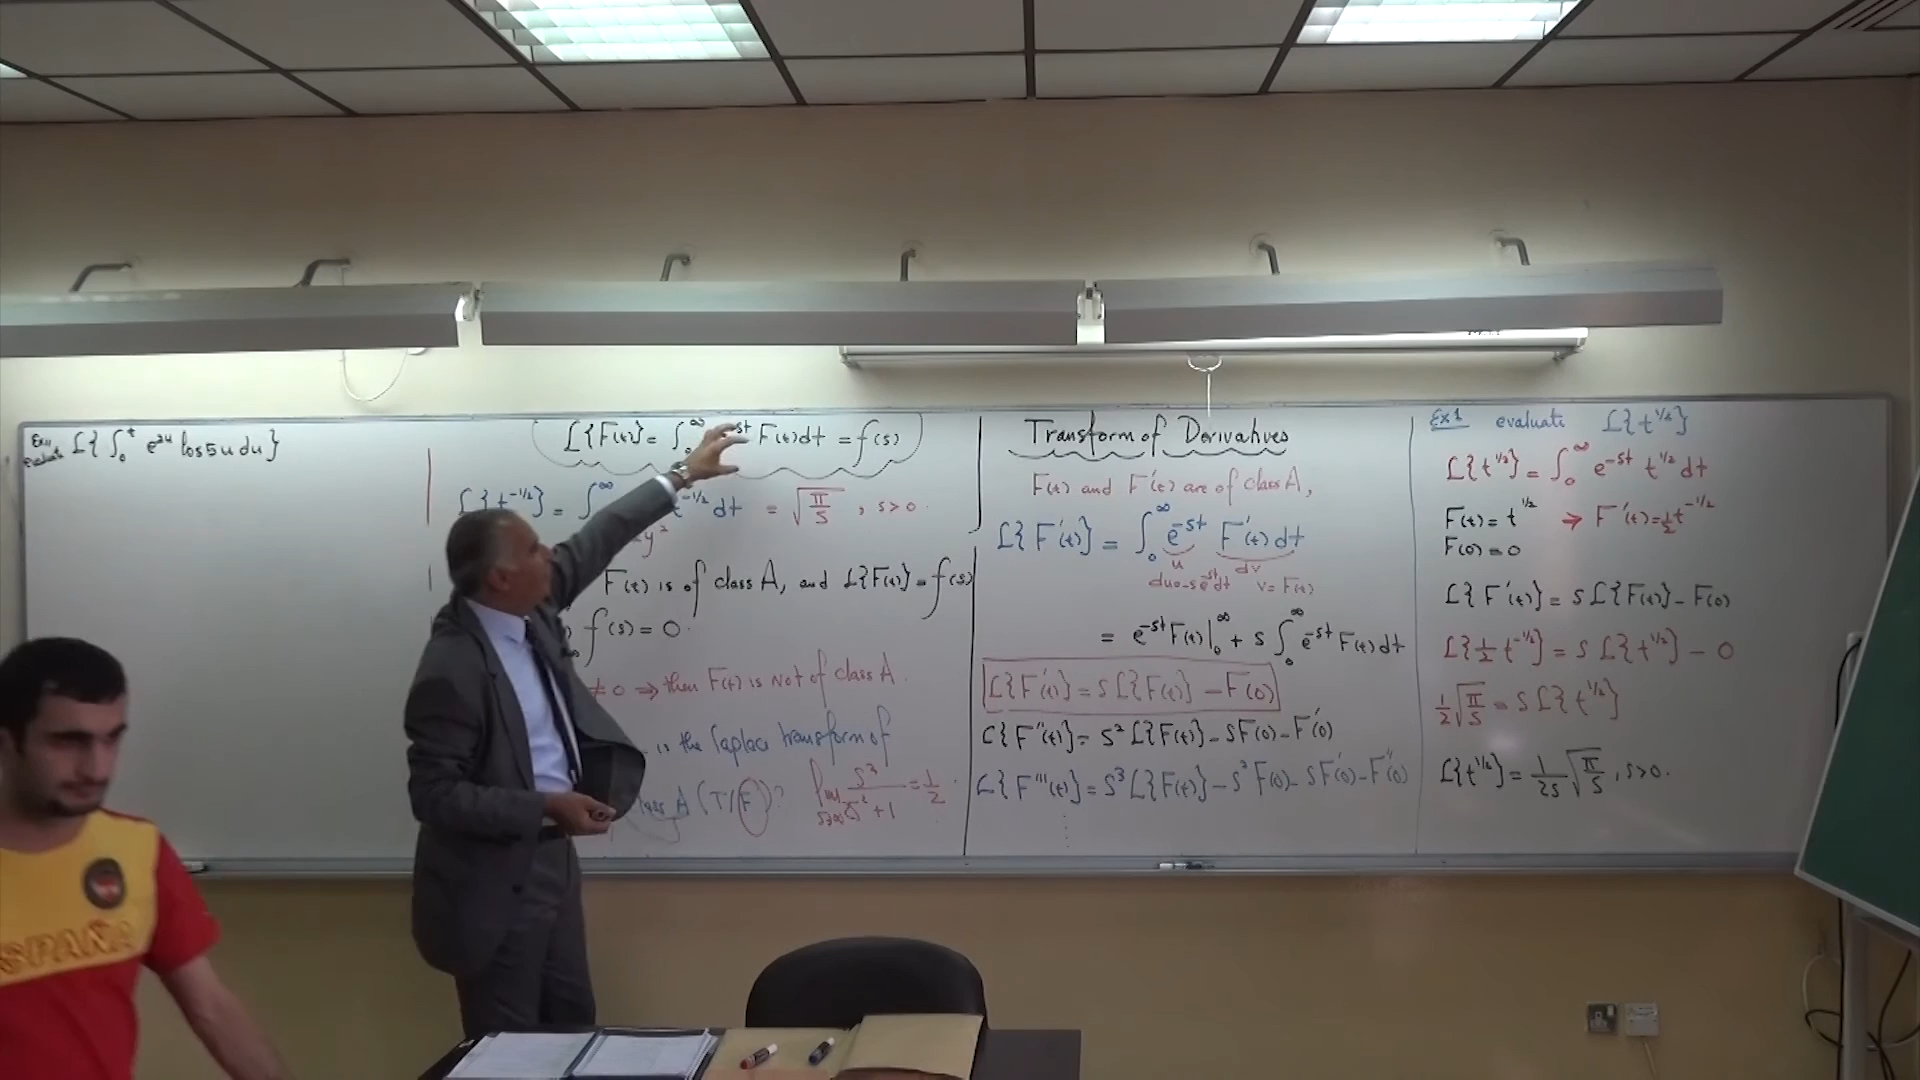 evaluate L{ ∫₀ᵗ e²ᵘ Cos5u du}
L{F(t)} = ∫₀^∞ e^-st F(t)dt = f(s)
L{t^-1/2} = ∫₀^∞ t^-1/2 dt = √(π/s) , s>0.
y²
F(t) is of class A, and L{F(t)} = f(s)
f(s) = 0
≠0 ⇒ then F(t) is Not of class A.
is the Laplace transform of
class A (T/F)? lim s→∞ s³/(s²+1) = 1/2
Transform of Derivatives
F(t) and F'(t) are of class A,
L{F'(t)} = ∫₀^∞ e^-st F'(t) dt
u dv
du=-se^-st dt v = F(t)
= e^-st F(t)|₀^∞ + s ∫₀^∞ e^-st F(t)dt
L{F'(t)} = s L{F(t)} - F(0)
L{F''(t)} = s² L{F(t)} - sF(0) - F'(0)
L{F'''(t)} = s³ L{F(t)} - s² F(0) - sF'(0) - F''(0)
Ex1 evaluate L{t^1/2}
L{t^1/2} = ∫₀^∞ e^-st t^1/2 dt
F(t) = t^1/2 ⇒ F'(t) = 1/2 t^-1/2
F(0) = 0
L{F'(t)} = s L{F(t)} - F(0)
L{1/2 t^-1/2} = s L{t^1/2} - 0
1/2 √(π/s) = s L{t^1/2}
L{t^1/2} = 1/2s √(π/s) , s>0.
ESPAÑA